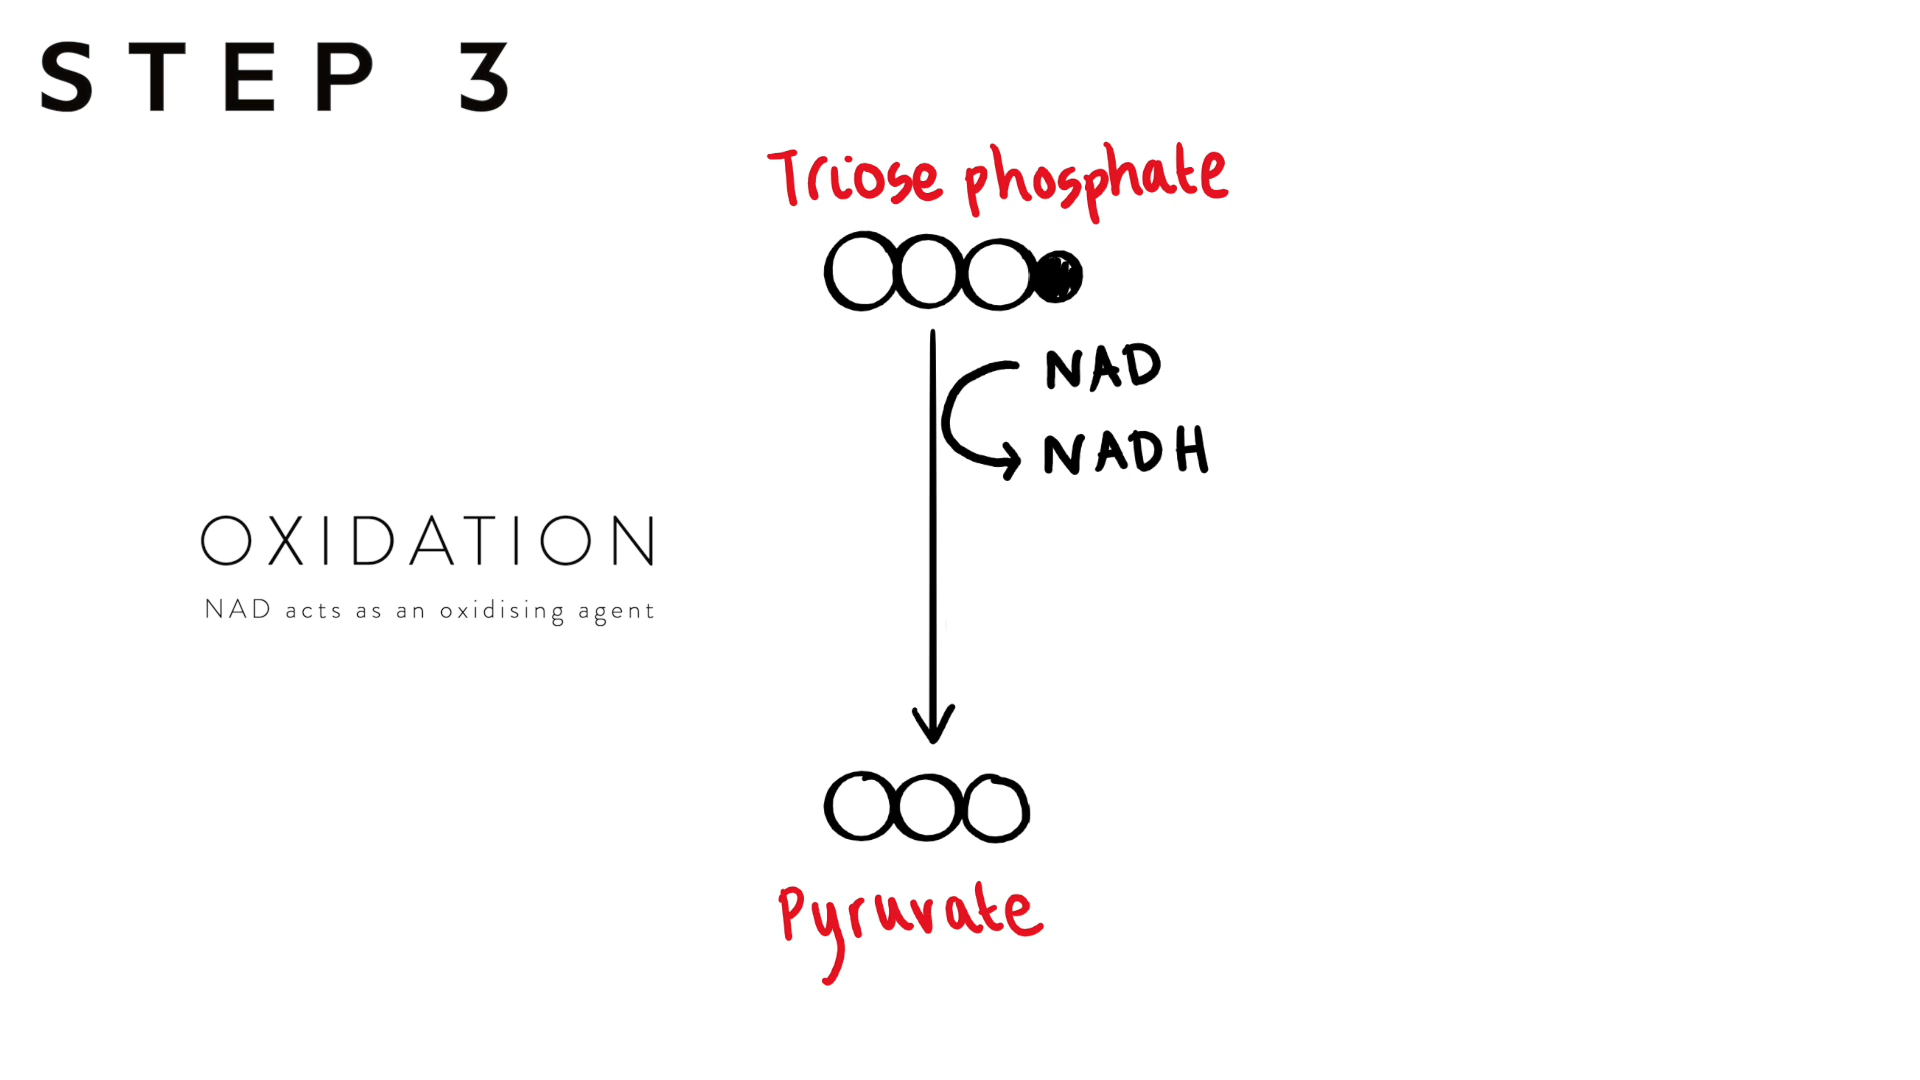 STEP 3
Triose phosphate
NAD
NADH
OXIDATION
NAD acts as an oxidising agent
Pyruvate